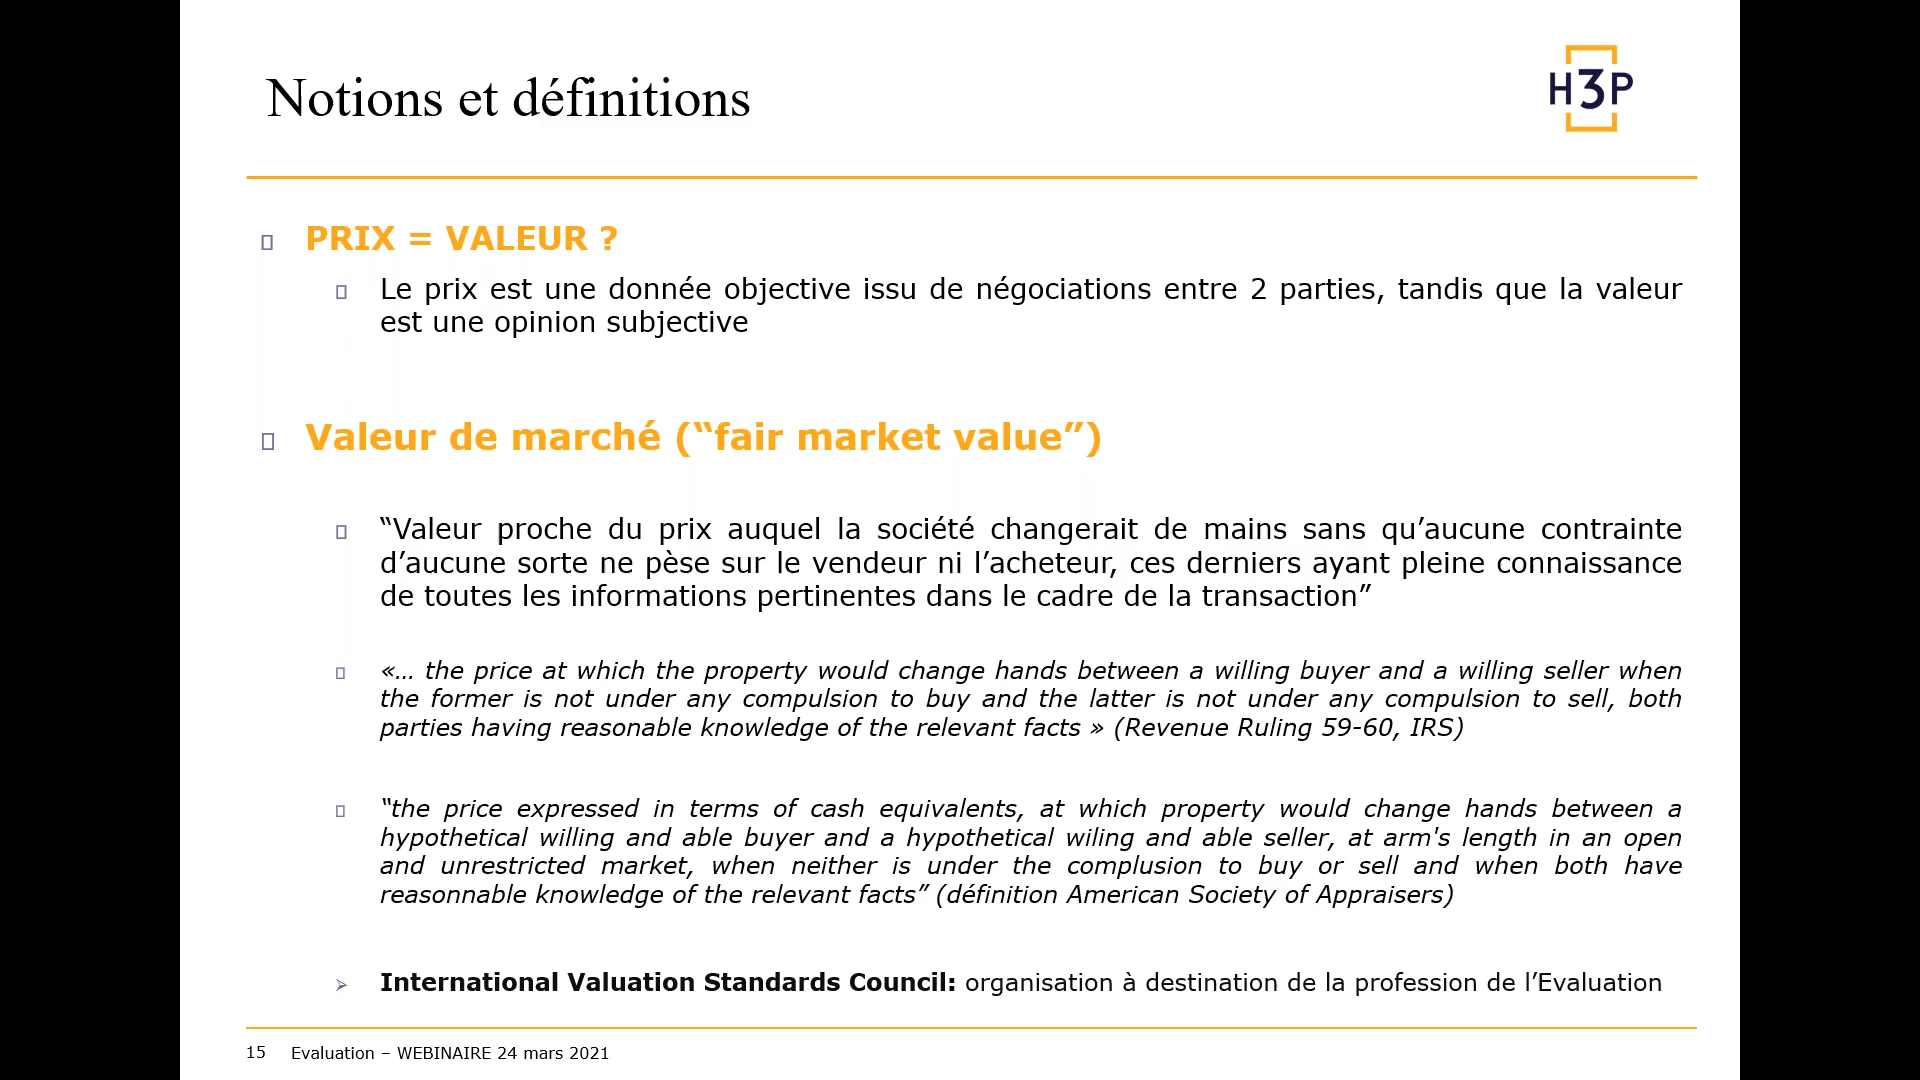 Notions et définitions
H3P
PRIX = VALEUR ?
Le prix est une donnée objective issu de négociations entre 2 parties, tandis que la valeur
est une opinion subjective
Valeur de marché (“fair market value”)
“Valeur proche du prix auquel la société changerait de mains sans qu’aucune contrainte
d’aucune sorte ne pèse sur le vendeur ni l’acheteur, ces derniers ayant pleine connaissance
de toutes les informations pertinentes dans le cadre de la transaction”
«… the price at which the property would change hands between a willing buyer and a willing seller when
the former is not under any compulsion to buy and the latter is not under any compulsion to sell, both
parties having reasonable knowledge of the relevant facts » (Revenue Ruling 59-60, IRS)
“the price expressed in terms of cash equivalents, at which property would change hands between a
hypothetical willing and able buyer and a hypothetical wiling and able seller, at arm's length in an open
and unrestricted market, when neither is under the complusion to buy or sell and when both have
reasonnable knowledge of the relevant facts” (définition American Society of Appraisers)
International Valuation Standards Council: organisation à destination de la profession de l’Evaluation
15 Evaluation – WEBINAIRE 24 mars 2021